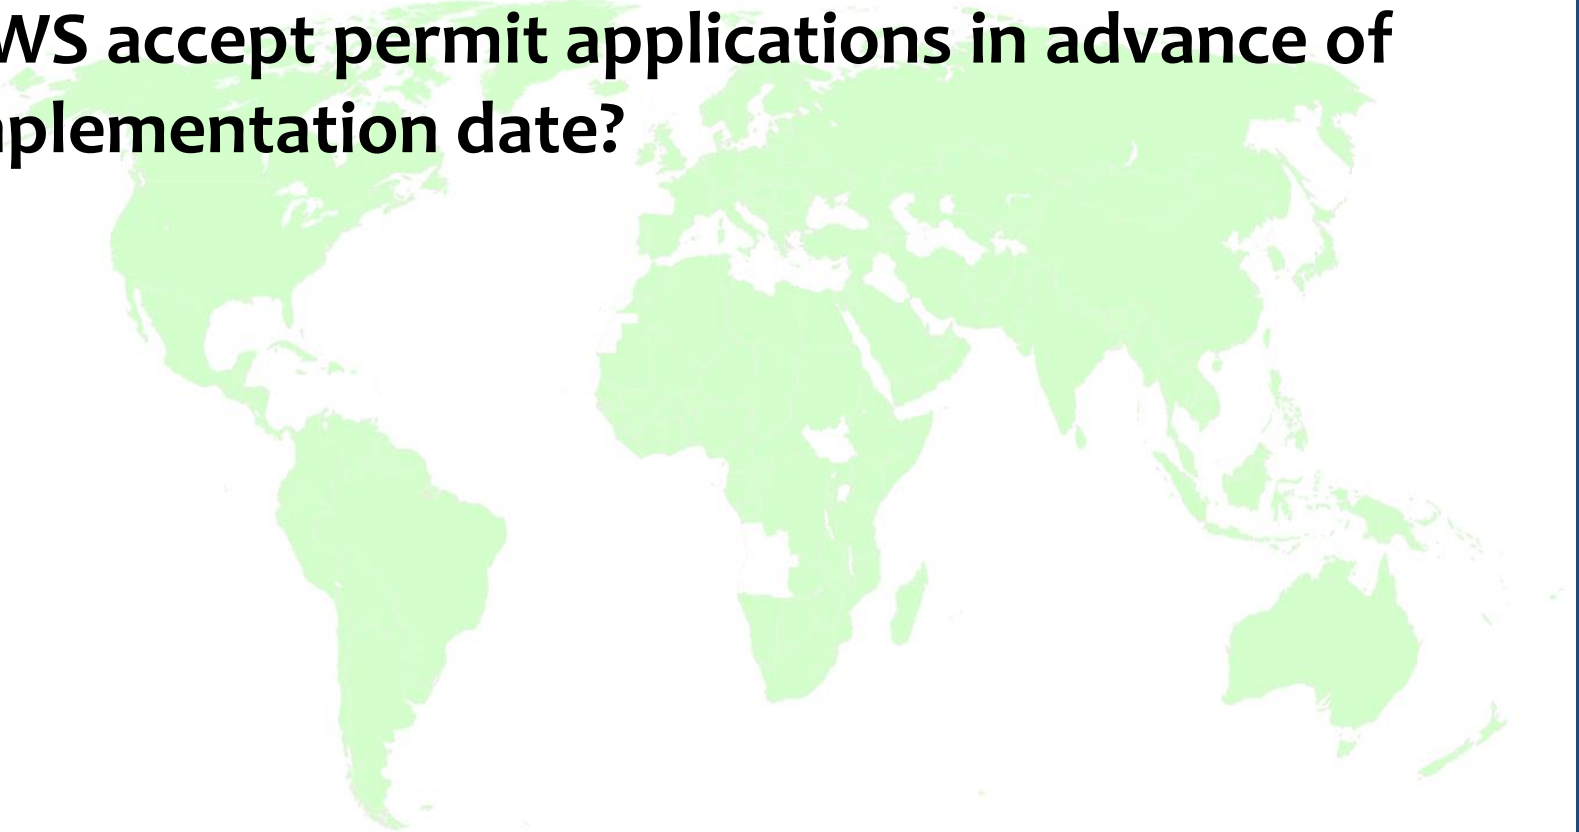 WS accept permit applications in advance of
plementation date?